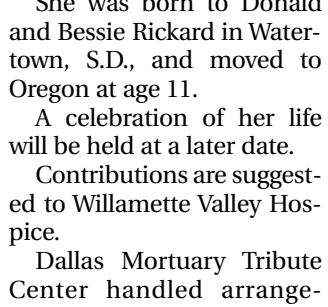 She was born to Donald
and Bessie Rickard in Water-
town, S.D., and moved to
Oregon at age 11.
A celebration of her life
will be held at a later date.
Contributions are suggest-
ed to Willamette Valley Hos-
pice.
Dallas Mortuary Tribute
Center handled arrange-